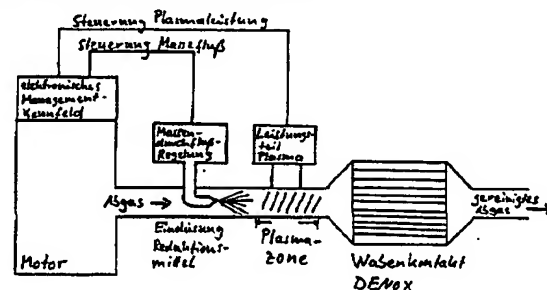 Steuerung Plasmaleistung
Steuerung Massefluß
elektronisches
Management-
Kennfeld
Massen-
durchfluß-
Regelung
Leistungs-
teil
Plasma
Abgas →
gereinigtes
Abgas
Eindüsung
Reduktions-
mittel
Plasma-
zone
Motor
Wabenkontakt
DENOX